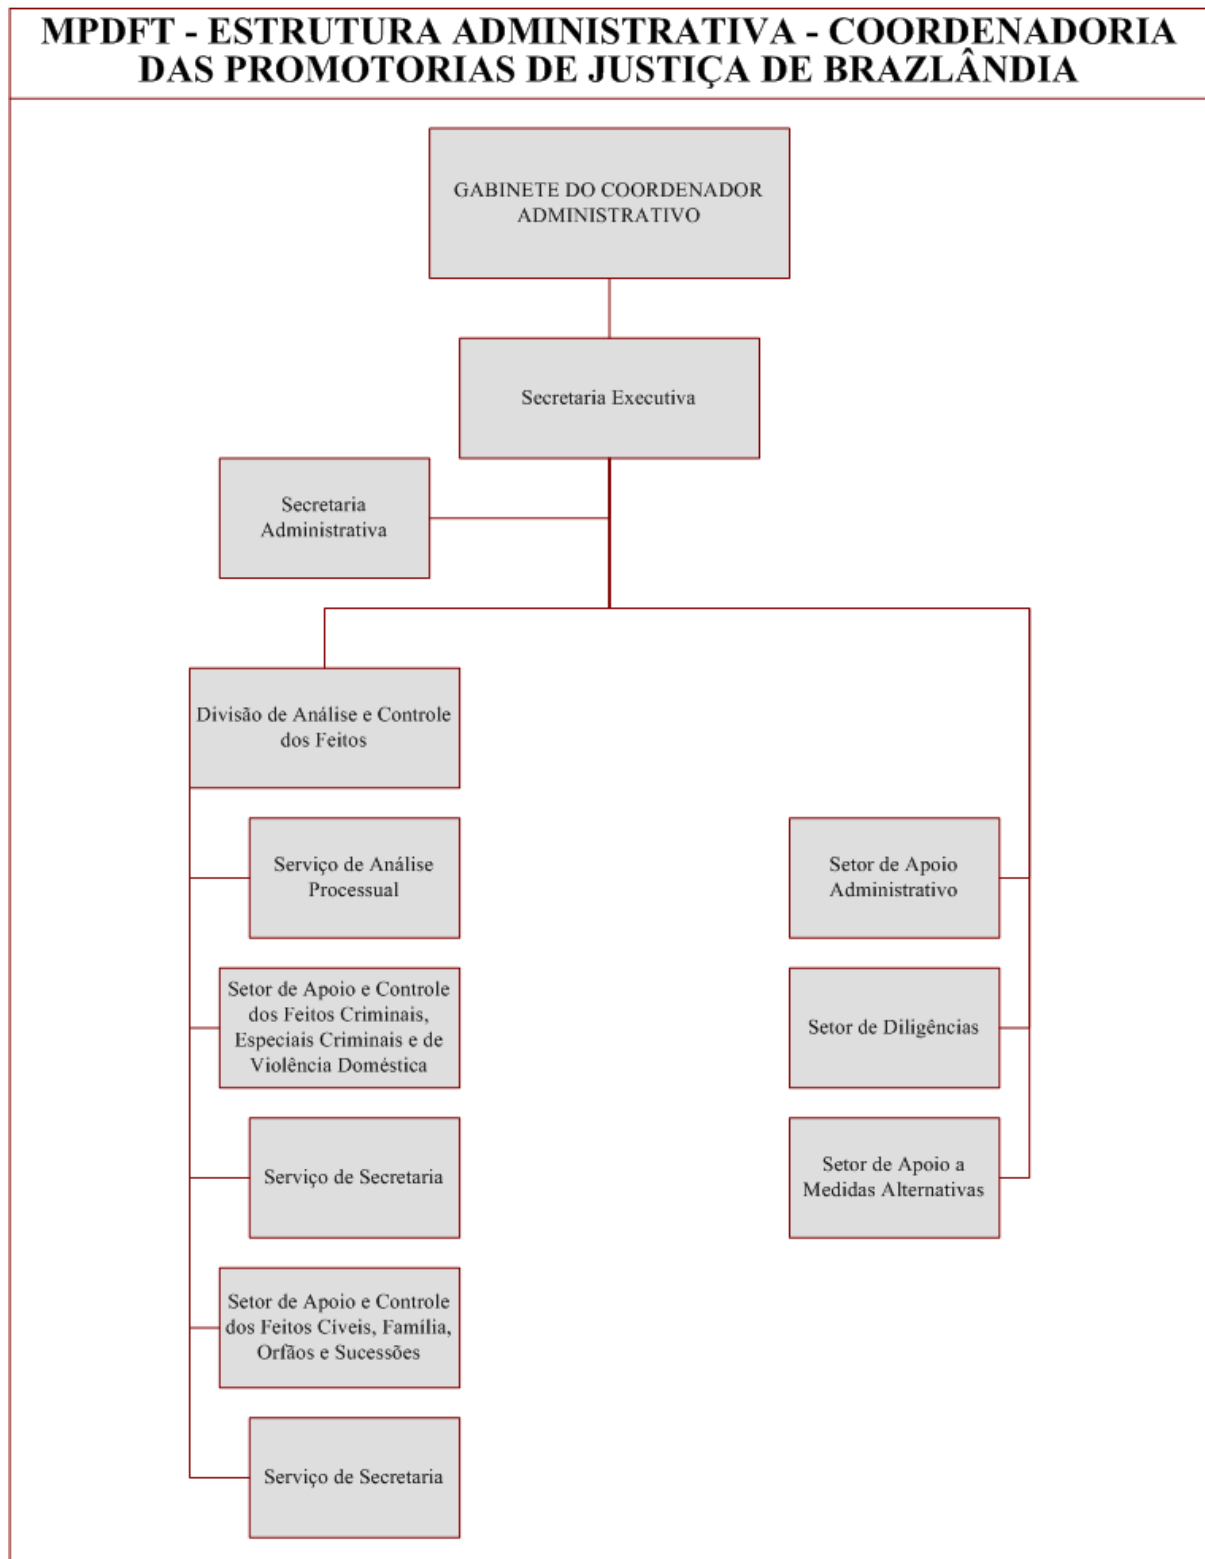 MPDFT - ESTRUTURA ADMINISTRATIVA - COORDENADORIA
DAS PROMOTORIAS DE JUSTIÇA DE BRAZLÂNDIA
GABINETE DO COORDENADOR
ADMINISTRATIVO
Secretaria Executiva
Secretaria
Administrativa
Divisão de Análise e Controle
dos Feitos
Serviço de Análise
Processual
Setor de Apoio e Controle
dos Feitos Criminais,
Especiais Criminais e de
Violência Doméstica
Serviço de Secretaria
Setor de Apoio e Controle
dos Feitos Cíveis, Família,
Orfãos e Sucessões
Serviço de Secretaria
Setor de Apoio
Administrativo
Setor de Diligências
Setor de Apoio a
Medidas Alternativas